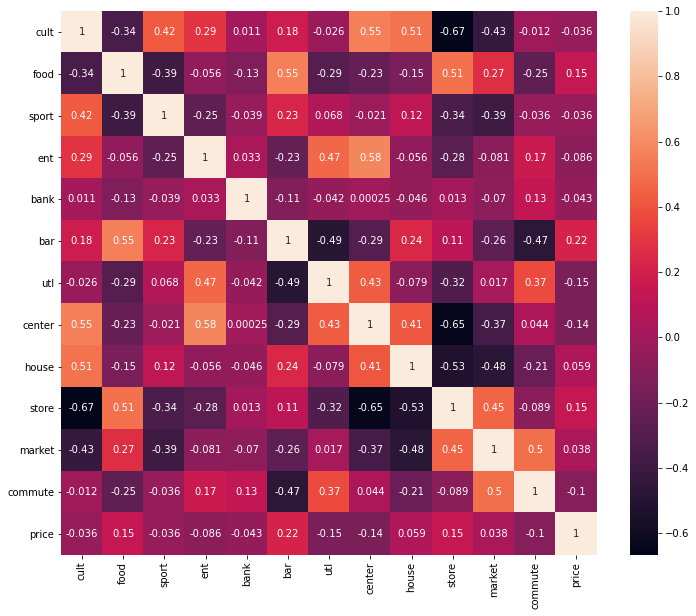 cult 1 -0.34 0.42 0.29 0.011 0.18 -0.026 0.55 0.51 -0.67 -0.43 -0.012 -0.036
food -0.34 1 -0.39 -0.056 -0.13 0.55 -0.29 -0.23 -0.15 0.51 0.27 -0.25 0.15
sport 0.42 -0.39 1 -0.25 -0.039 0.23 0.068 -0.021 0.12 -0.34 -0.39 -0.036 -0.036
ent 0.29 -0.056 -0.25 1 0.033 -0.23 0.47 0.58 -0.056 -0.28 -0.081 0.17 -0.086
bank 0.011 -0.13 -0.039 0.033 1 -0.11 -0.042 0.00025 -0.046 0.013 -0.07 0.13 -0.043
bar 0.18 0.55 0.23 -0.23 -0.11 1 -0.49 -0.29 0.24 0.11 -0.26 -0.47 0.22
utl -0.026 -0.29 0.068 0.47 -0.042 -0.49 1 0.43 -0.079 -0.32 0.017 0.37 -0.15
center 0.55 -0.23 -0.021 0.58 0.00025 -0.29 0.43 1 0.41 -0.65 -0.37 0.044 -0.14
house 0.51 -0.15 0.12 -0.056 -0.046 0.24 -0.079 0.41 1 -0.53 -0.48 -0.21 0.059
store -0.67 0.51 -0.34 -0.28 0.013 0.11 -0.32 -0.65 -0.53 1 0.45 -0.089 0.15
market -0.43 0.27 -0.39 -0.081 -0.07 -0.26 0.017 -0.37 -0.48 0.45 1 0.5 0.038
commute -0.012 -0.25 -0.036 0.17 0.13 -0.47 0.37 0.044 -0.21 -0.089 0.5 1 -0.1
price -0.036 0.15 -0.036 -0.086 -0.043 0.22 -0.15 -0.14 0.059 0.15 0.038 -0.1 1
cult food sport ent bank bar utl center house store market commute price
1.0
0.8
0.6
0.4
0.2
0.0
-0.2
-0.4
-0.6